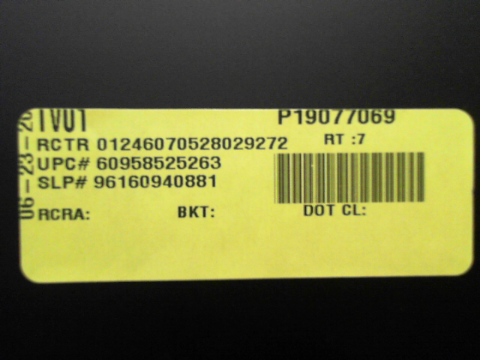 1V01 P19077069
RCTR 01246070528029272 RT :7
UPC# 60958525263
SLP# 96160940881
RCRA: BKT: DOT CL:
06-23-20